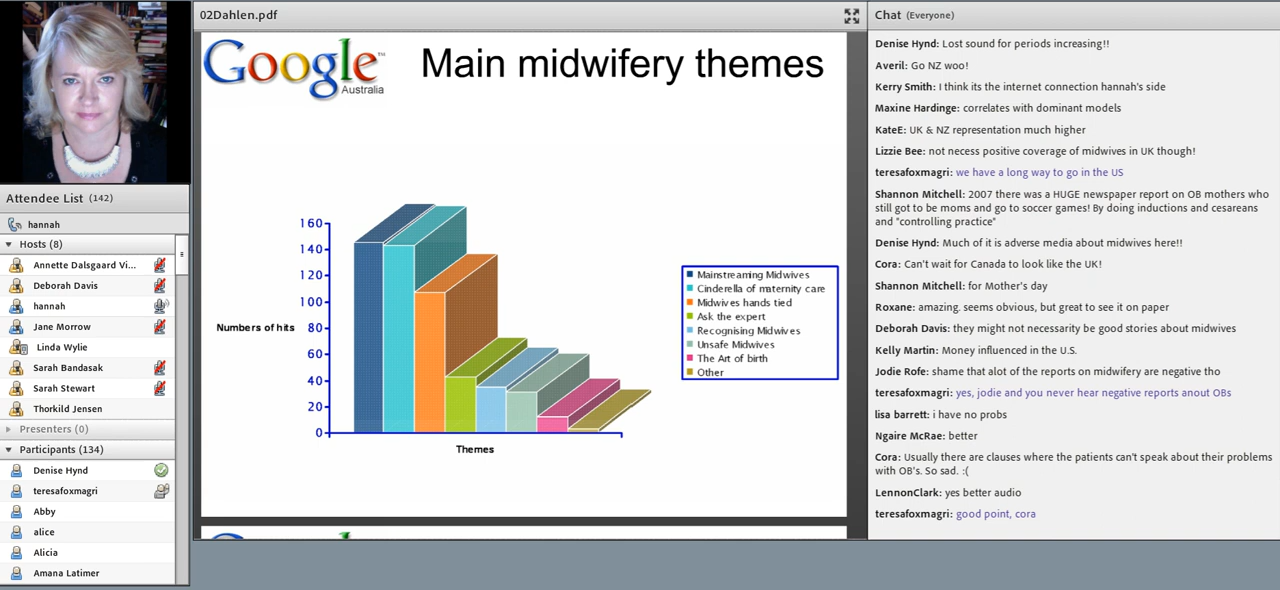 Attendee List (142)
hannah
Hosts (8)
Annette Dalsgaard Vi...
Deborah Davis
hannah
Jane Morrow
Linda Wylie
Sarah Bandasak
Sarah Stewart
Thorkild Jensen
Presenters (0)
Participants (134)
Denise Hynd
teresafoxmagri
Abby
alice
Alicia
Amana Latimer
02Dahlen.pdf
Google™
Australia
Main midwifery themes
160
140
120
100
80
60
40
20
0
Numbers of hits
Themes
Mainstreaming Midwives
Cinderella of maternity care
Midwives hands tied
Ask the expert
Recognising Midwives
Unsafe Midwives
The Art of birth
Other
Chat (Everyone)
Denise Hynd: Lost sound for periods increasing!!
Averil: Go NZ woo!
Kerry Smith: I think its the internet connection hannah's side
Maxine Hardinge: correlates with dominant models
KateE: UK & NZ representation much higher
Lizzie Bee: not necess positive coverage of midwives in UK though!
teresafoxmagri: we have a long way to go in the US
Shannon Mitchell: 2007 there was a HUGE newspaper report on OB mothers who
still got to be moms and go to soccer games! By doing inductions and cesareans
and "controlling practice"
Denise Hynd: Much of it is adverse media about midwives here!!
Cora: Can't wait for Canada to look like the UK!
Shannon Mitchell: for Mother's day
Roxane: amazing. seems obvious, but great to see it on paper
Deborah Davis: they might not necessarity be good stories about midwives
Kelly Martin: Money influenced in the U.S.
Jodie Rofe: shame that alot of the reports on midwifery are negative tho
teresafoxmagri: yes, jodie and you never hear negative reports anout OBs
lisa barrett: i have no probs
Ngaire McRae: better
Cora: Usually there are clauses where the patients can't speak about their problems
with OB's. So sad. :(
LennonClark: yes better audio
teresafoxmagri: good point, cora